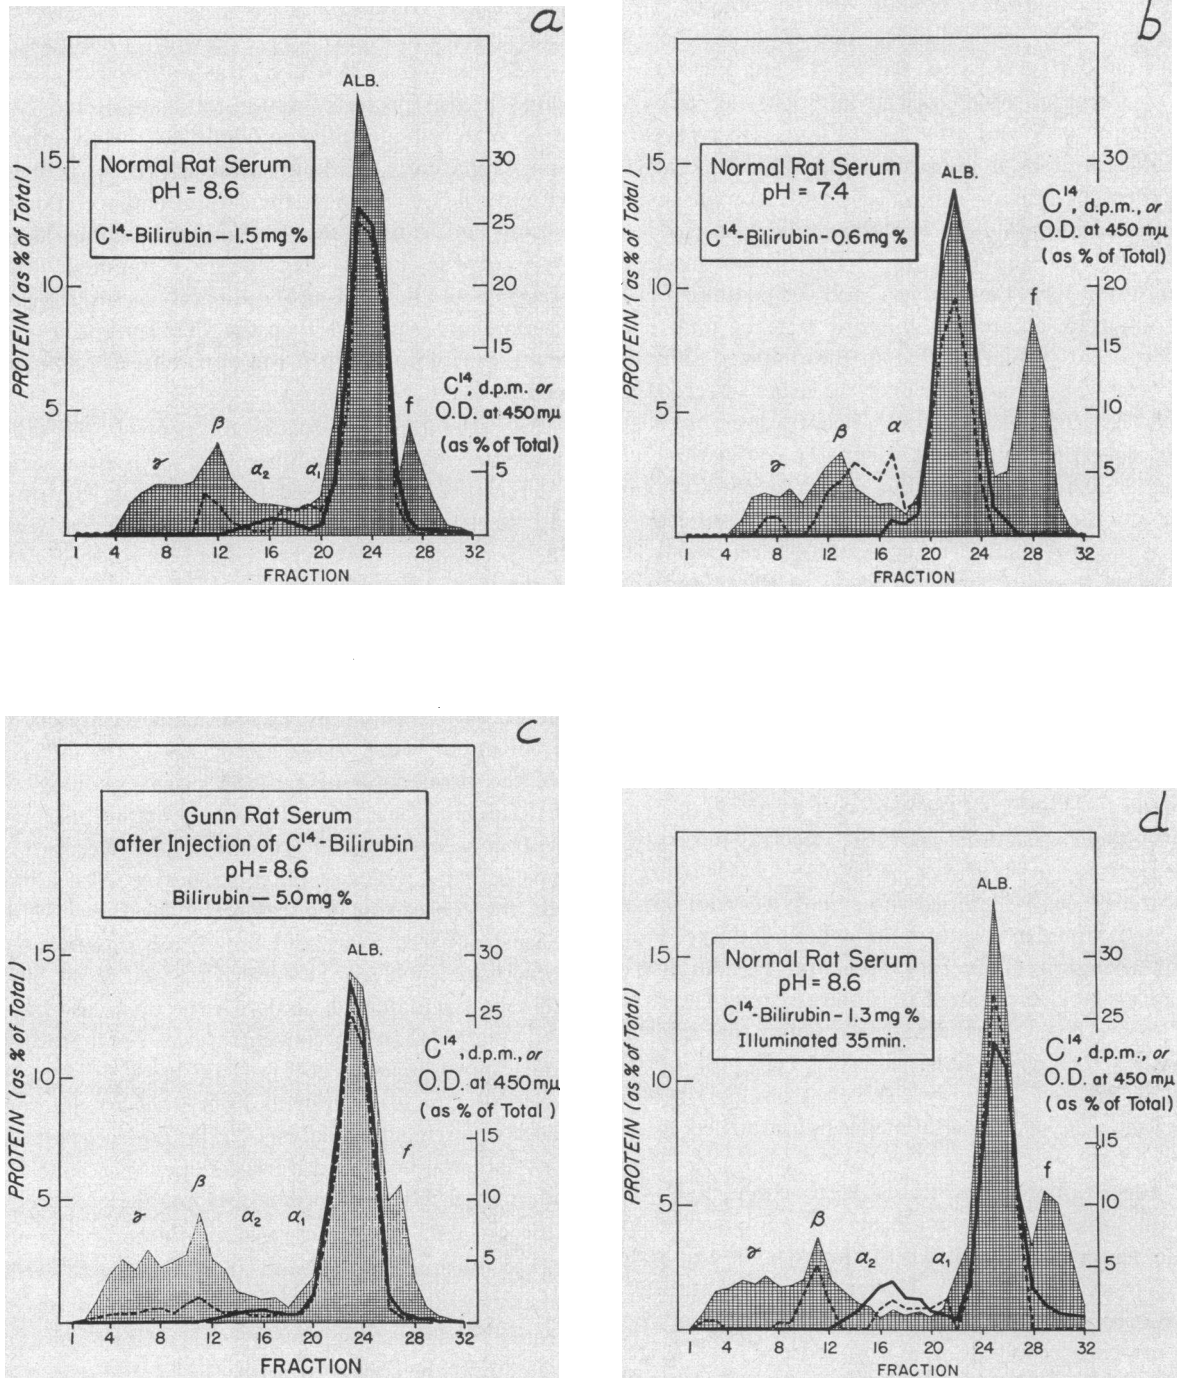 a
ALB.
15
30
Normal Rat Serum
pH = 8.6
C¹⁴-Bilirubin – 1.5 mg %
25
10
20
15
PROTEIN (as % of Total)
C¹⁴, d.p.m. or
O.D. at 450 mμ
(as % of Total)
5
5
γ
β
α₂
α₁
f
1 4 8 12 16 20 24 28 32
FRACTION
b
ALB.
15
30
Normal Rat Serum
pH = 7.4
C¹⁴-Bilirubin-0.6 mg %
C¹⁴, d.p.m., or
O.D. at 450 mμ
(as % of Total)
10
20
15
PROTEIN (as % of Total)
5
10
5
γ
β
α
f
1 4 8 12 16 20 24 28 32
FRACTION
c
Gunn Rat Serum
after Injection of C¹⁴-Bilirubin
pH = 8.6
Bilirubin — 5.0 mg %
ALB.
15
30
25
C¹⁴, d.p.m., or
O.D. at 450 mμ
(as % of Total)
10
15
PROTEIN (as % of Total)
5
10
5
γ
β
α₂
α₁
f
1 4 8 12 16 20 24 28 32
FRACTION
d
ALB.
15
30
Normal Rat Serum
pH = 8.6
C¹⁴-Bilirubin – 1.3 mg %
Illuminated 35 min.
25
C¹⁴, d.p.m., or
O.D. at 450 mμ
(as % of Total)
10
15
PROTEIN (as % of Total)
5
10
5
γ
β
α₂
α₁
f
1 4 8 12 16 20 24 28 32
FRACTION